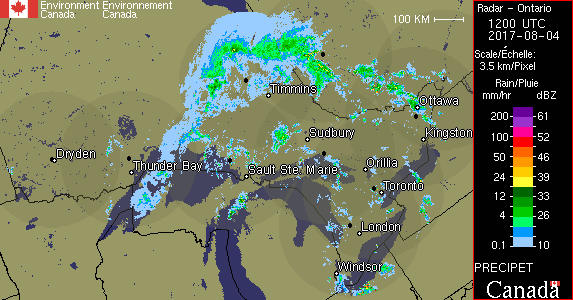 Environment Environnement
Canada Canada
100 KM
Timmins
Ottawa
Sudbury
Kingston
Dryden
Thunder Bay
Sault Ste. Marie
Orillia
Toronto
London
Windsor
Radar - Ontario
1200 UTC
2017-08-04
Scale/Échelle:
3.5 km/Pixel
Rain/Pluie
mm/hr dBZ
200 61
100 52
50 46
24 39
12 33
4 26
0.1 10
PRECIPET
Canada